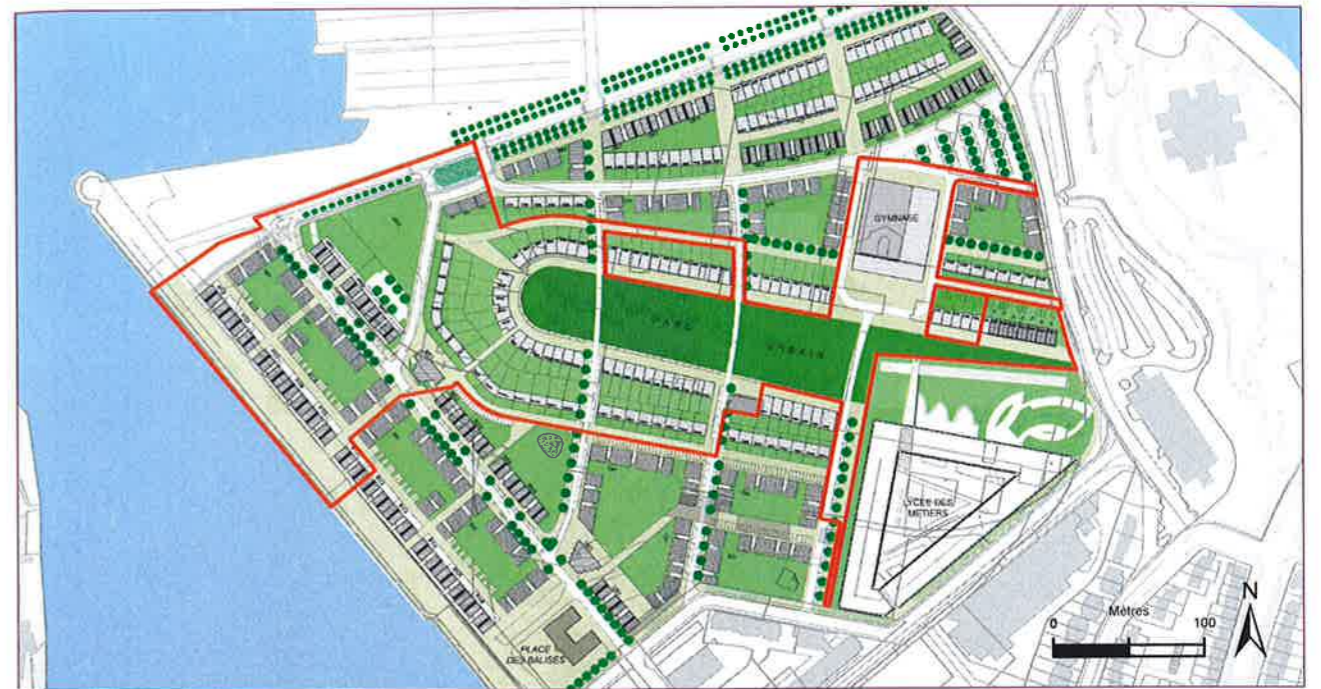 GYMNASE
PARC
URBAIN
LYCEE DES
METIERS
PLACE
DES BALISES
N
Mètres
0 100